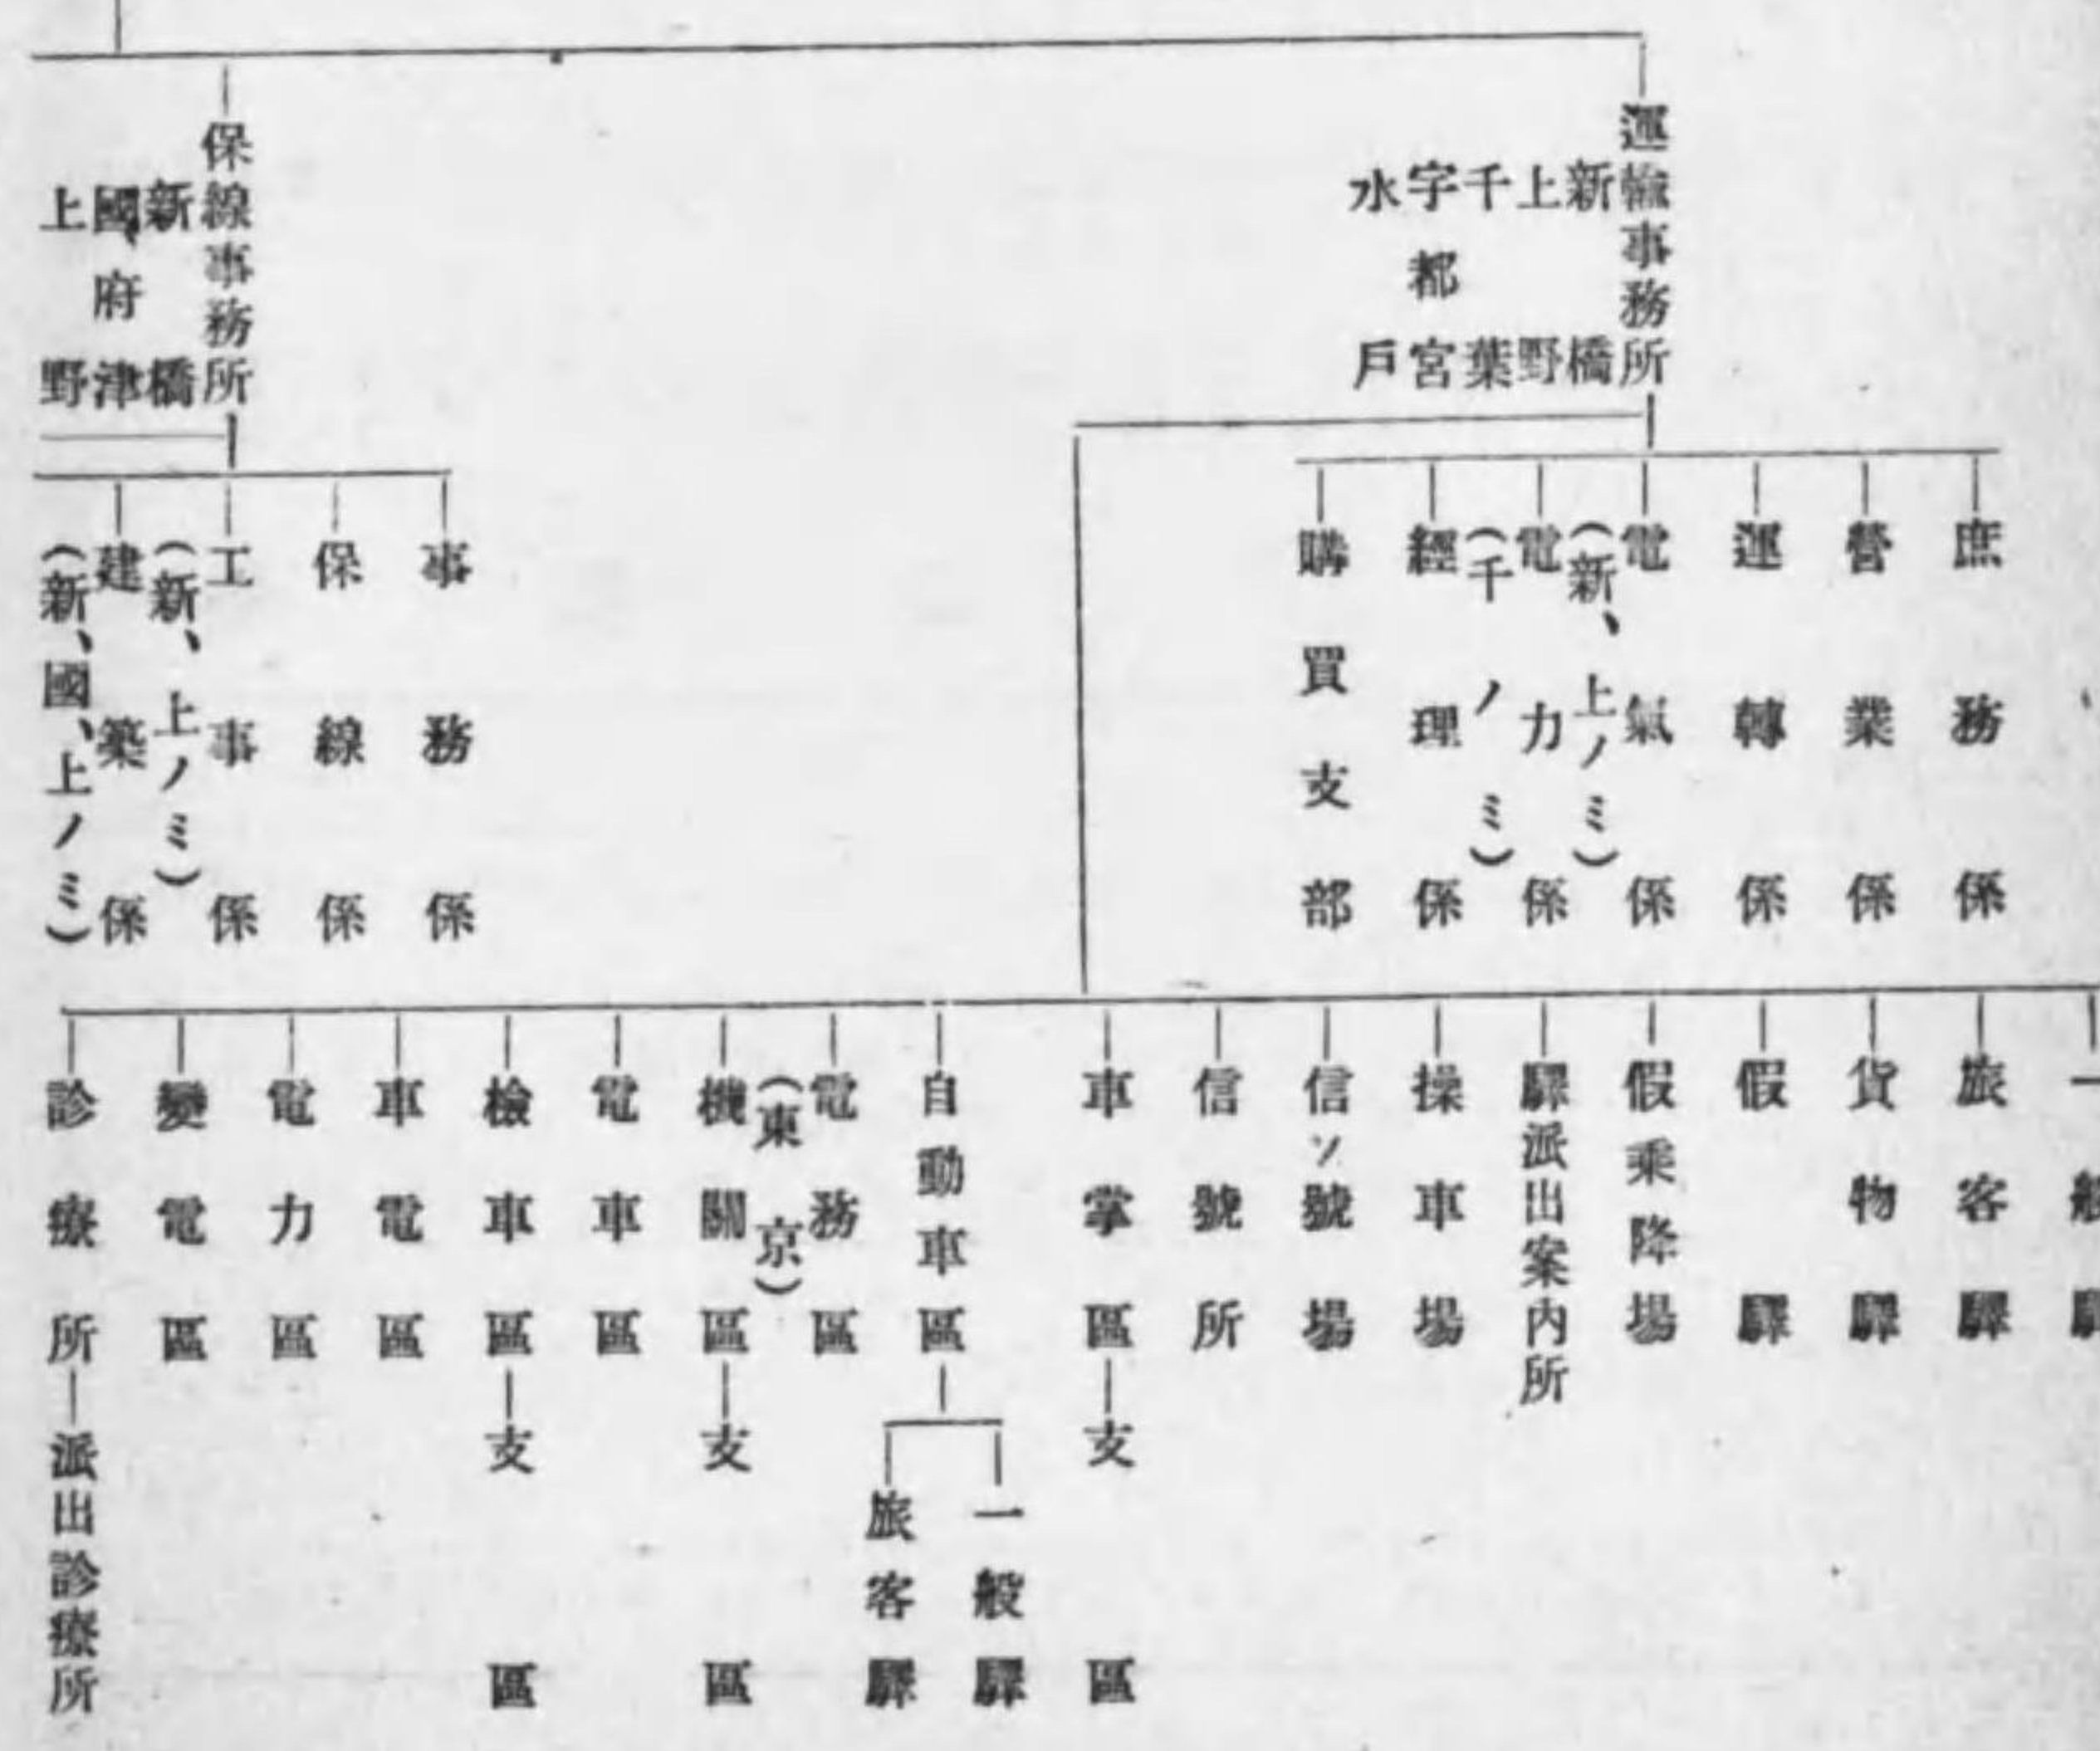 運輸事務所
新橋
上野
千葉
宇都宮
水戶
庶務係
營業係
運轉係
電氣係
(新、上ノミ)
電力係
(千ノミ)
經理係
購買支部
一般驛
旅客驛
貨物驛
假驛
假乘降場
驛派出案內所
操車場
信ソ號場
信號所
車掌區
支區
自動車區
一般驛
旅客驛
電務區
(東京)
機關區
支區
電車區
檢車區
支區
車電區
電力區
變電區
診療所
派出診療所
保線事務所
新橋
國府津
上野
事務係
保線係
工事係
(新、上ノミ)
建築係
(新、國、上ノミ)